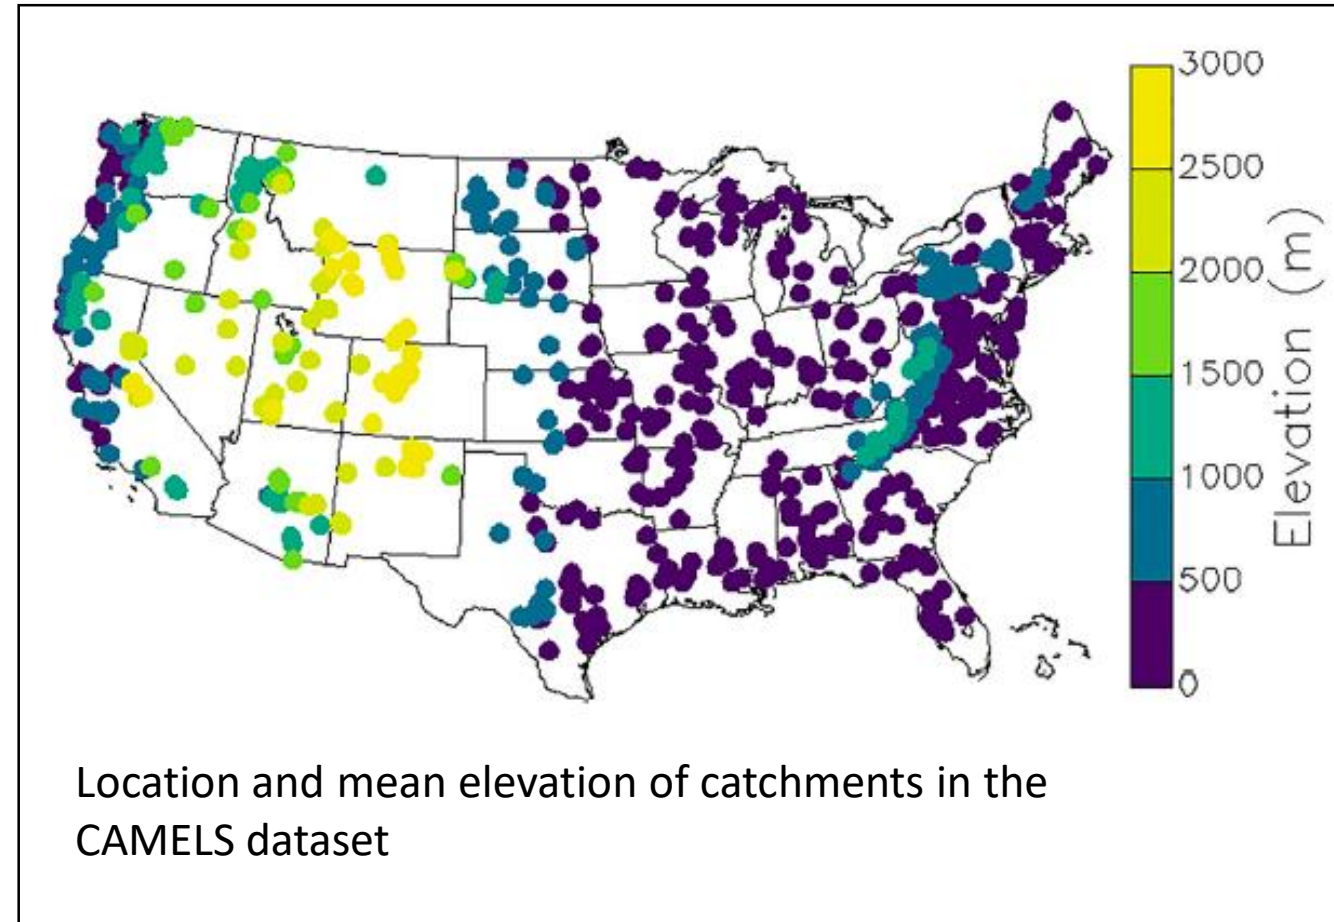 3000
2500
2000
1500
1000
500
0
Elevation (m)
Location and mean elevation of catchments in the
CAMELS dataset